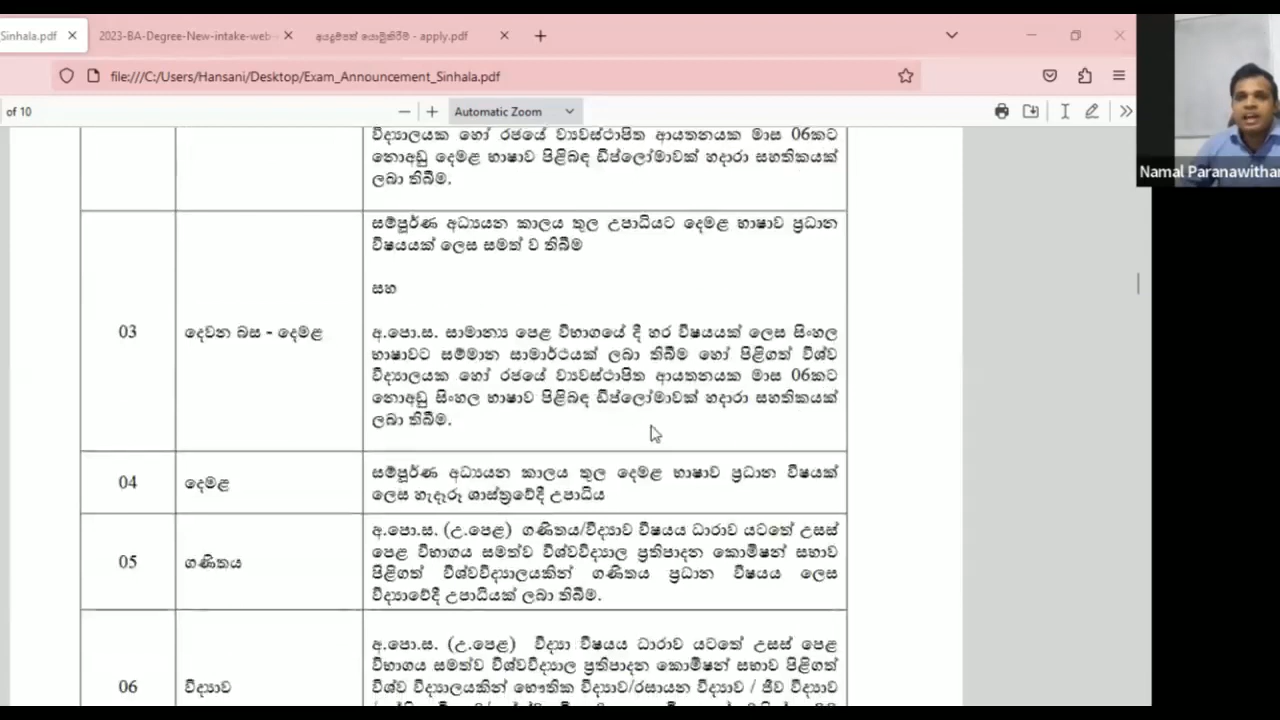 Sinhala.pdf
2023-BA-Degree-New-intake-web
අයදුම්පත් යොමුකිරීම - apply.pdf
file:///C:/Users/Hansani/Desktop/Exam_Announcement_Sinhala.pdf
of 10
Automatic Zoom
Namal Paranawithan
විද්‍යාලයක හෝ රජයේ ව්‍යවස්ථාපිත ආයතනයක මාස 06කට
නොඅඩු දෙමළ භාෂාව පිළිබඳ ඩිප්ලෝමාවක් හදාරා සහතිකයක්
ලබා තිබීම.
සම්පූර්ණ අධ්‍යයන කාලය තුල උපාධියට දෙමළ භාෂාව ප්‍රධාන
විෂයයක් ලෙස සමත් ව තිබීම
සහ
03 දෙවන බස - දෙමළ අ.පො.ස. සාමාන්‍ය පෙළ විභාගයේ දී හර විෂයයක් ලෙස සිංහල
භාෂාවට සම්මාන සාමාර්ථයක් ලබා තිබීම හෝ පිළිගත් විශ්ව
විද්‍යාලයක හෝ රජයේ ව්‍යවස්ථාපිත ආයතනයක මාස 06කට
නොඅඩු සිංහල භාෂාව පිළිබඳ ඩිප්ලෝමාවක් හදාරා සහතිකයක්
ලබා තිබීම.
04 දෙමළ සම්පූර්ණ අධ්‍යයන කාලය තුල දෙමළ භාෂාව ප්‍රධාන විෂයක්
ලෙස හැදෑරූ ශාස්ත්‍රවේදී උපාධිය
05 ගණිතය අ.පො.ස. (උ.පෙළ) ගණිතය/විද්‍යාව විෂයය ධාරාව යටතේ උසස්
පෙළ විභාගය සමත්ව විශ්වවිද්‍යාල ප්‍රතිපාදන කොමිෂන් සභාව
පිළිගත් විශ්වවිද්‍යාලයකින් ගණිතය ප්‍රධාන විෂයය ලෙස
විද්‍යාවේදී උපාධියක් ලබා තිබීම.
06 විද්‍යාව අ.පො.ස. (උ.පෙළ) විද්‍යා විෂයය ධාරාව යටතේ උසස් පෙළ
විභාගය සමත්ව විශ්වවිද්‍යාල ප්‍රතිපාදන කොමිෂන් සභාව පිළිගත්
විශ්ව විද්‍යාලයකින් භෞතික විද්‍යාව/රසායන විද්‍යාව / ජීව විද්‍යාව